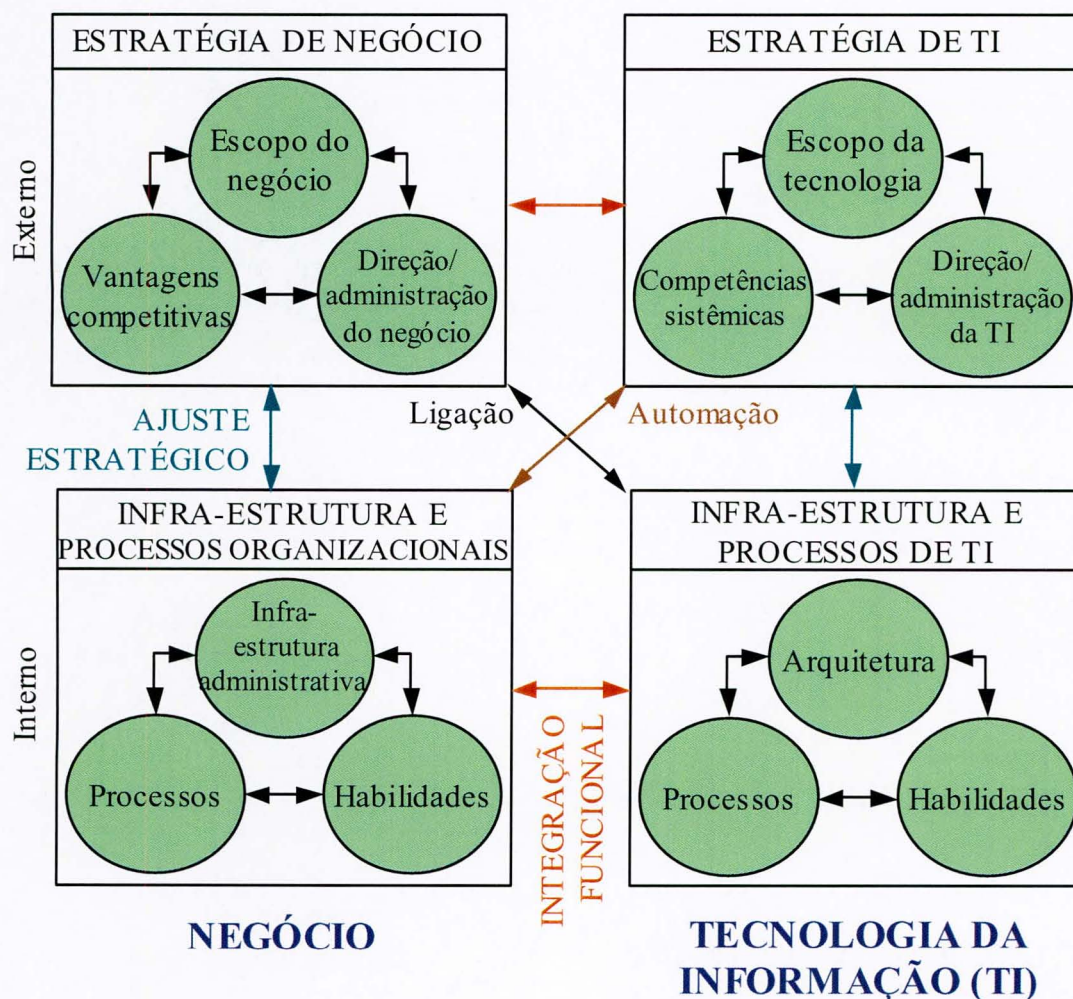 ESTRATÉGIA DE NEGÓCIO
Escopo do
negócio
Vantagens
competitivas
Direção/
administração
do negócio
ESTRATÉGIA DE TI
Escopo da
tecnologia
Competências
sistêmicas
Direção/
administração
da TI
Externo
AJUSTE
ESTRATÉGICO
Ligação
Automação
INFRA-ESTRUTURA E
PROCESSOS ORGANIZACIONAIS
Infra-
estrutura
administrativa
Processos
Habilidades
INFRA-ESTRUTURA E
PROCESSOS DE TI
Arquitetura
Processos
Habilidades
Interno
INTEGRAÇÃO
FUNCIONAL
NEGÓCIO
TECNOLOGIA DA
INFORMAÇÃO (TI)